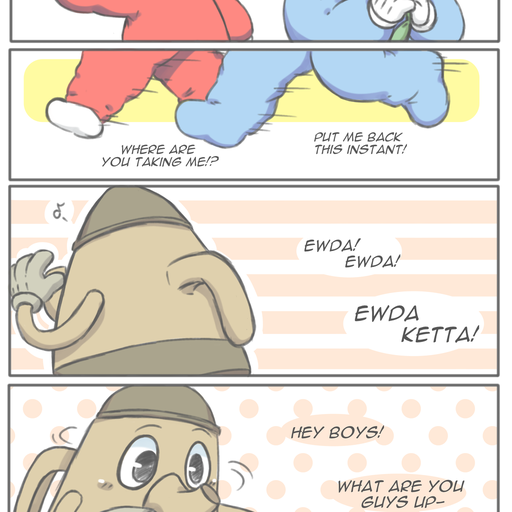 WHERE ARE
YOU TAKING ME!?
PUT ME BACK
THIS INSTANT!
EWDA!
EWDA!
EWDA
KETTA!
HEY BOYS!
WHAT ARE YOU
GUYS UP-